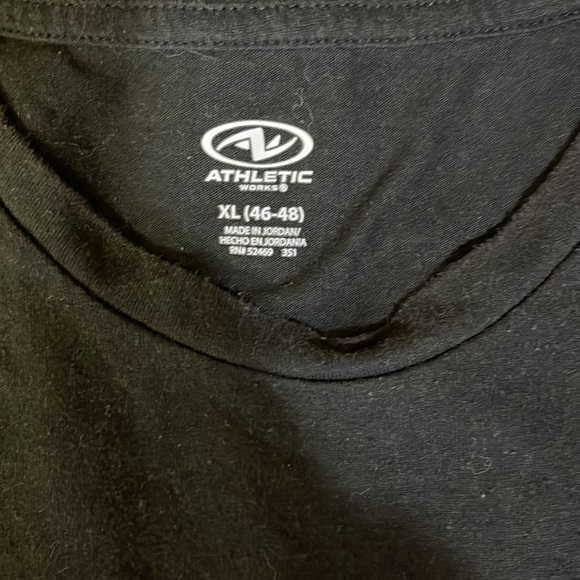 ATHLETIC
WORKS®
XL (46-48)
MADE IN JORDAN/
HECHO EN JORDANIA
RN# 52469 351